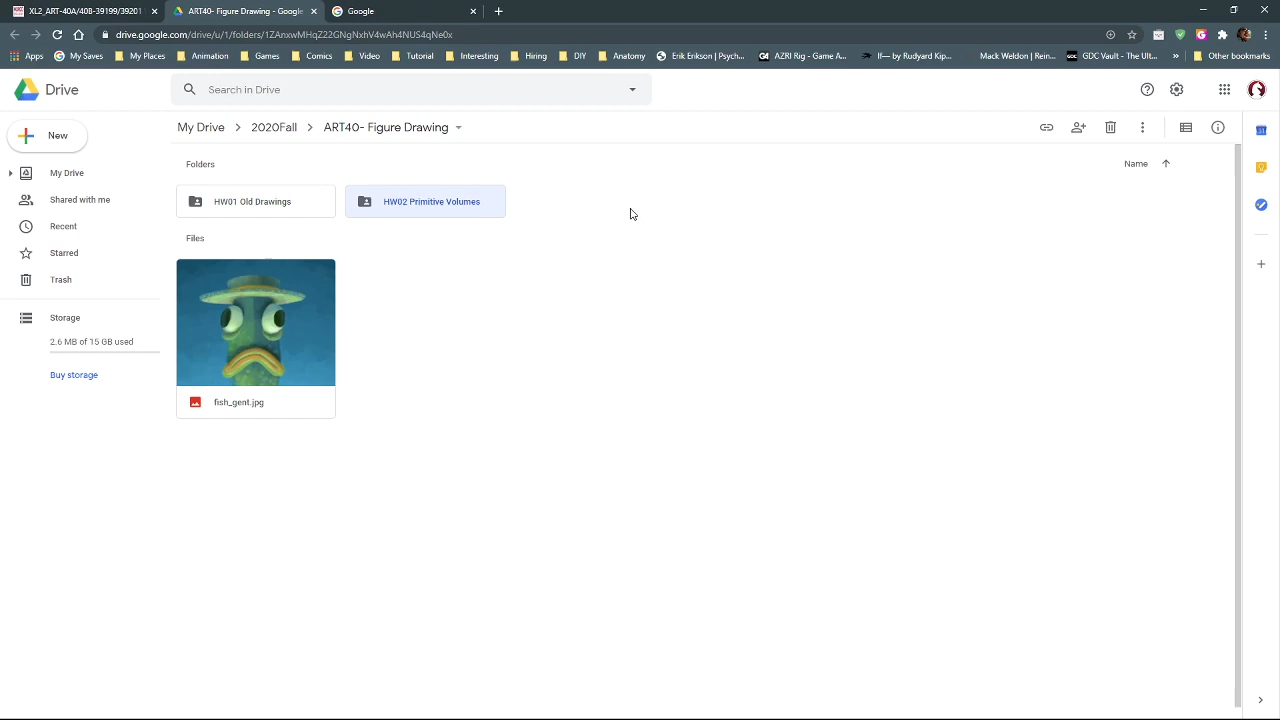 XL2_ART-40A/40B-39199/39201
ART40- Figure Drawing - Google
Google
drive.google.com/drive/u/1/folders/1ZAnxwMHqZ22GNgNxhV4wAh4NUS4qNe0x
Apps
My Saves
My Places
Animation
Games
Comics
Video
Tutorial
Interesting
Hiring
DIY
Anatomy
Erik Erikson | Psych...
AZRI Rig - Game A...
If— by Rudyard Kip...
Mack Weldon | Rein...
GDC Vault - The Ult...
»
Other bookmarks
Drive
Search in Drive
New
My Drive > 2020Fall > ART40- Figure Drawing
My Drive
Shared with me
Recent
Starred
Trash
Storage
2.6 MB of 15 GB used
Buy storage
Folders
Name
HW01 Old Drawings
HW02 Primitive Volumes
Files
fish_gent.jpg